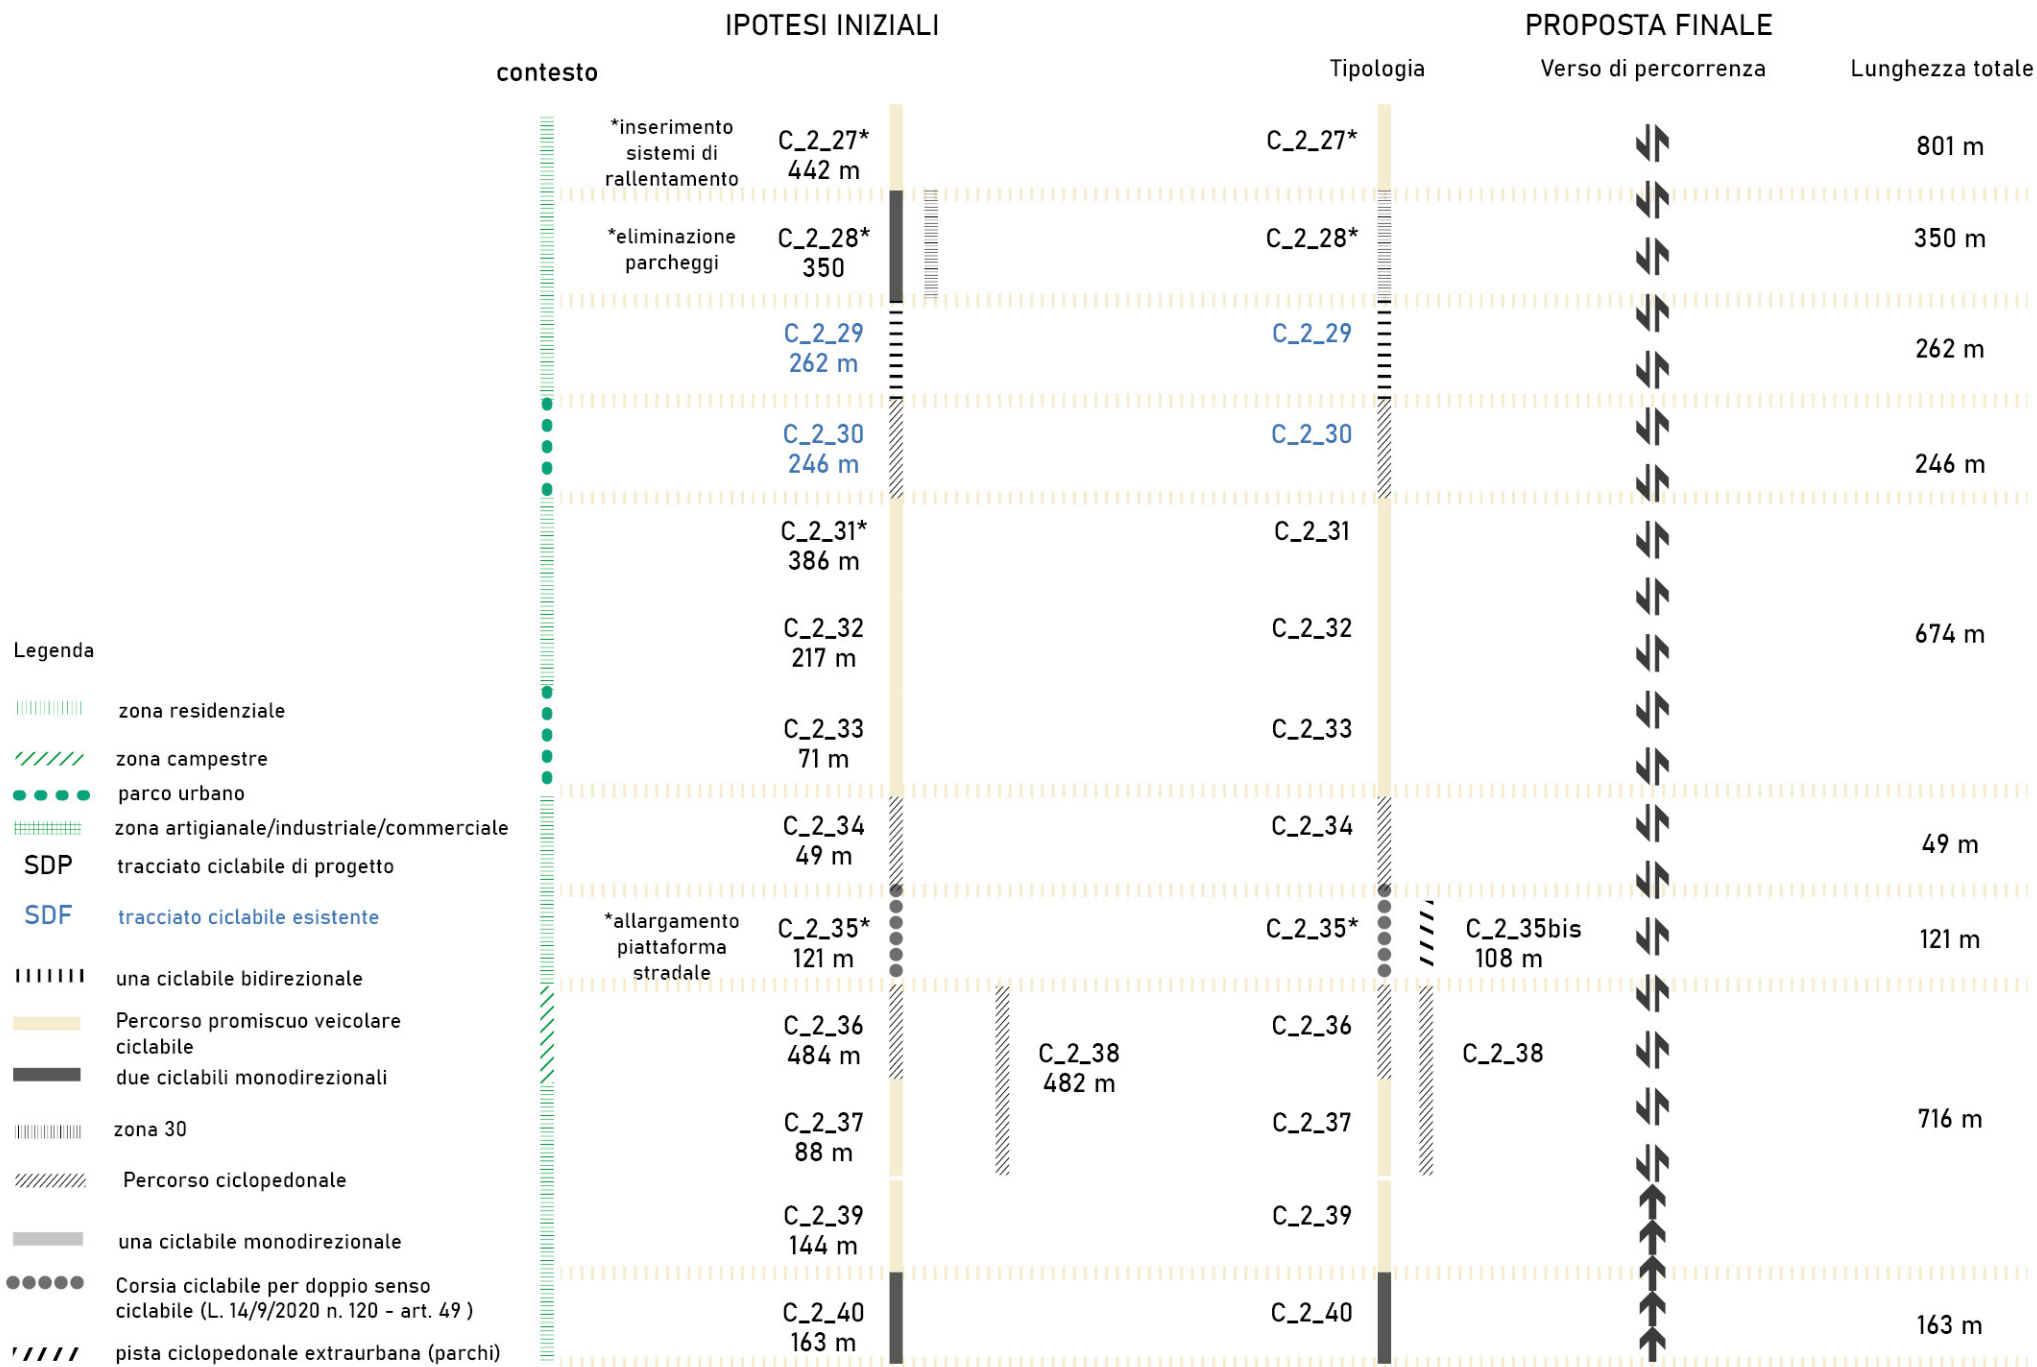 IPOTESI INIZIALI
PROPOSTA FINALE
contesto
Tipologia
Verso di percorrenza
Lunghezza totale
*inserimento
sistemi di
rallentamento
C_2_27*
442 m
C_2_27*
801 m
*eliminazione
parcheggi
C_2_28*
350
C_2_28*
350 m
C_2_29
262 m
C_2_29
262 m
C_2_30
246 m
C_2_30
246 m
C_2_31*
386 m
C_2_31
C_2_32
217 m
C_2_32
674 m
C_2_33
71 m
C_2_33
C_2_34
49 m
C_2_34
49 m
*allargamento
piattaforma
stradale
C_2_35*
121 m
C_2_35*
C_2_35bis
108 m
121 m
C_2_36
484 m
C_2_38
482 m
C_2_36
C_2_38
C_2_37
88 m
C_2_37
716 m
C_2_39
144 m
C_2_39
C_2_40
163 m
C_2_40
163 m
Legenda
zona residenziale
zona campestre
parco urbano
zona artigianale/industriale/commerciale
SDP tracciato ciclabile di progetto
SDF tracciato ciclabile esistente
una ciclabile bidirezionale
Percorso promiscuo veicolare
ciclabile
due ciclabili monodirezionali
zona 30
Percorso ciclopedonale
una ciclabile monodirezionale
Corsia ciclabile per doppio senso
ciclabile (L. 14/9/2020 n. 120 - art. 49 )
pista ciclopedonale extraurbana (parchi)